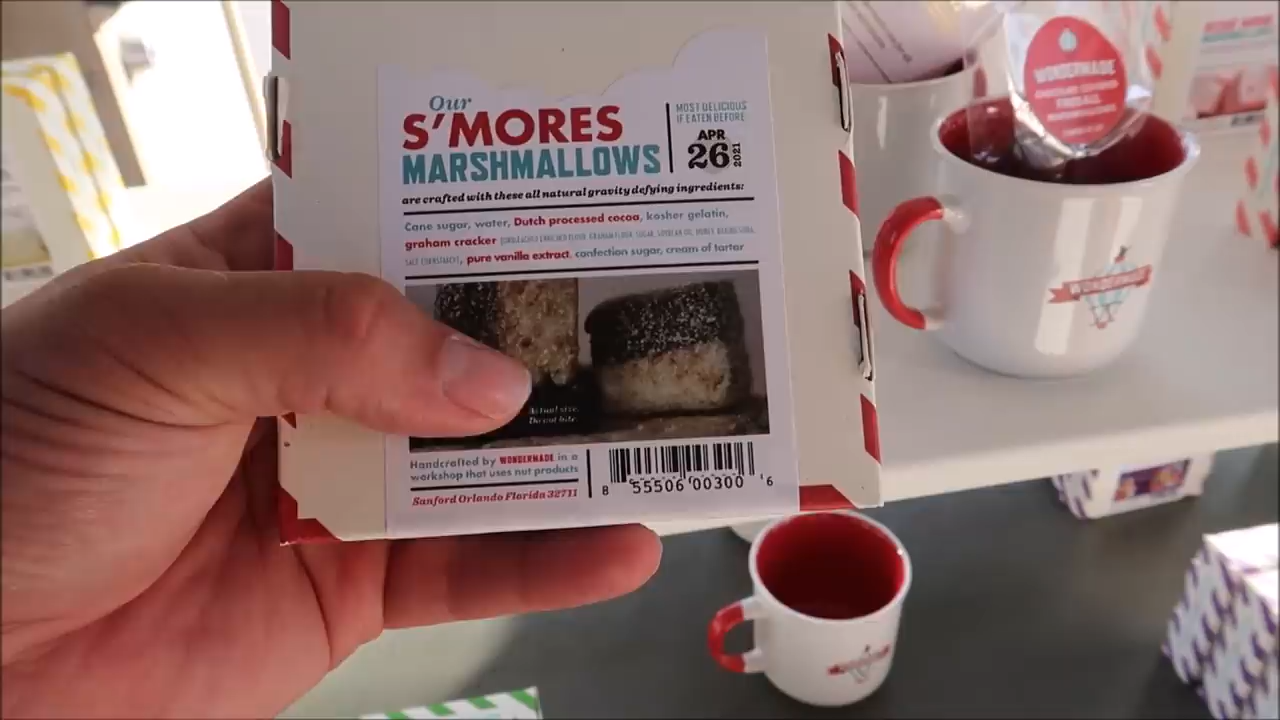 Our
S'MORES
MARSHMALLOWS
MOST DELICIOUS
IF EATEN BEFORE
APR
26
2021
are crafted with these all natural gravity defying ingredients:
Cane sugar, water, Dutch processed cocoa, kosher gelatin,
graham cracker
pure vanilla extract, confection sugar, cream of tartar
Actual size.
Do not bite.
Handcrafted by WONDERMADE in a
workshop that uses nut products
Sanford Orlando Florida 32711
8 55506 00300 6
WONDERMADE
WONDERMADE